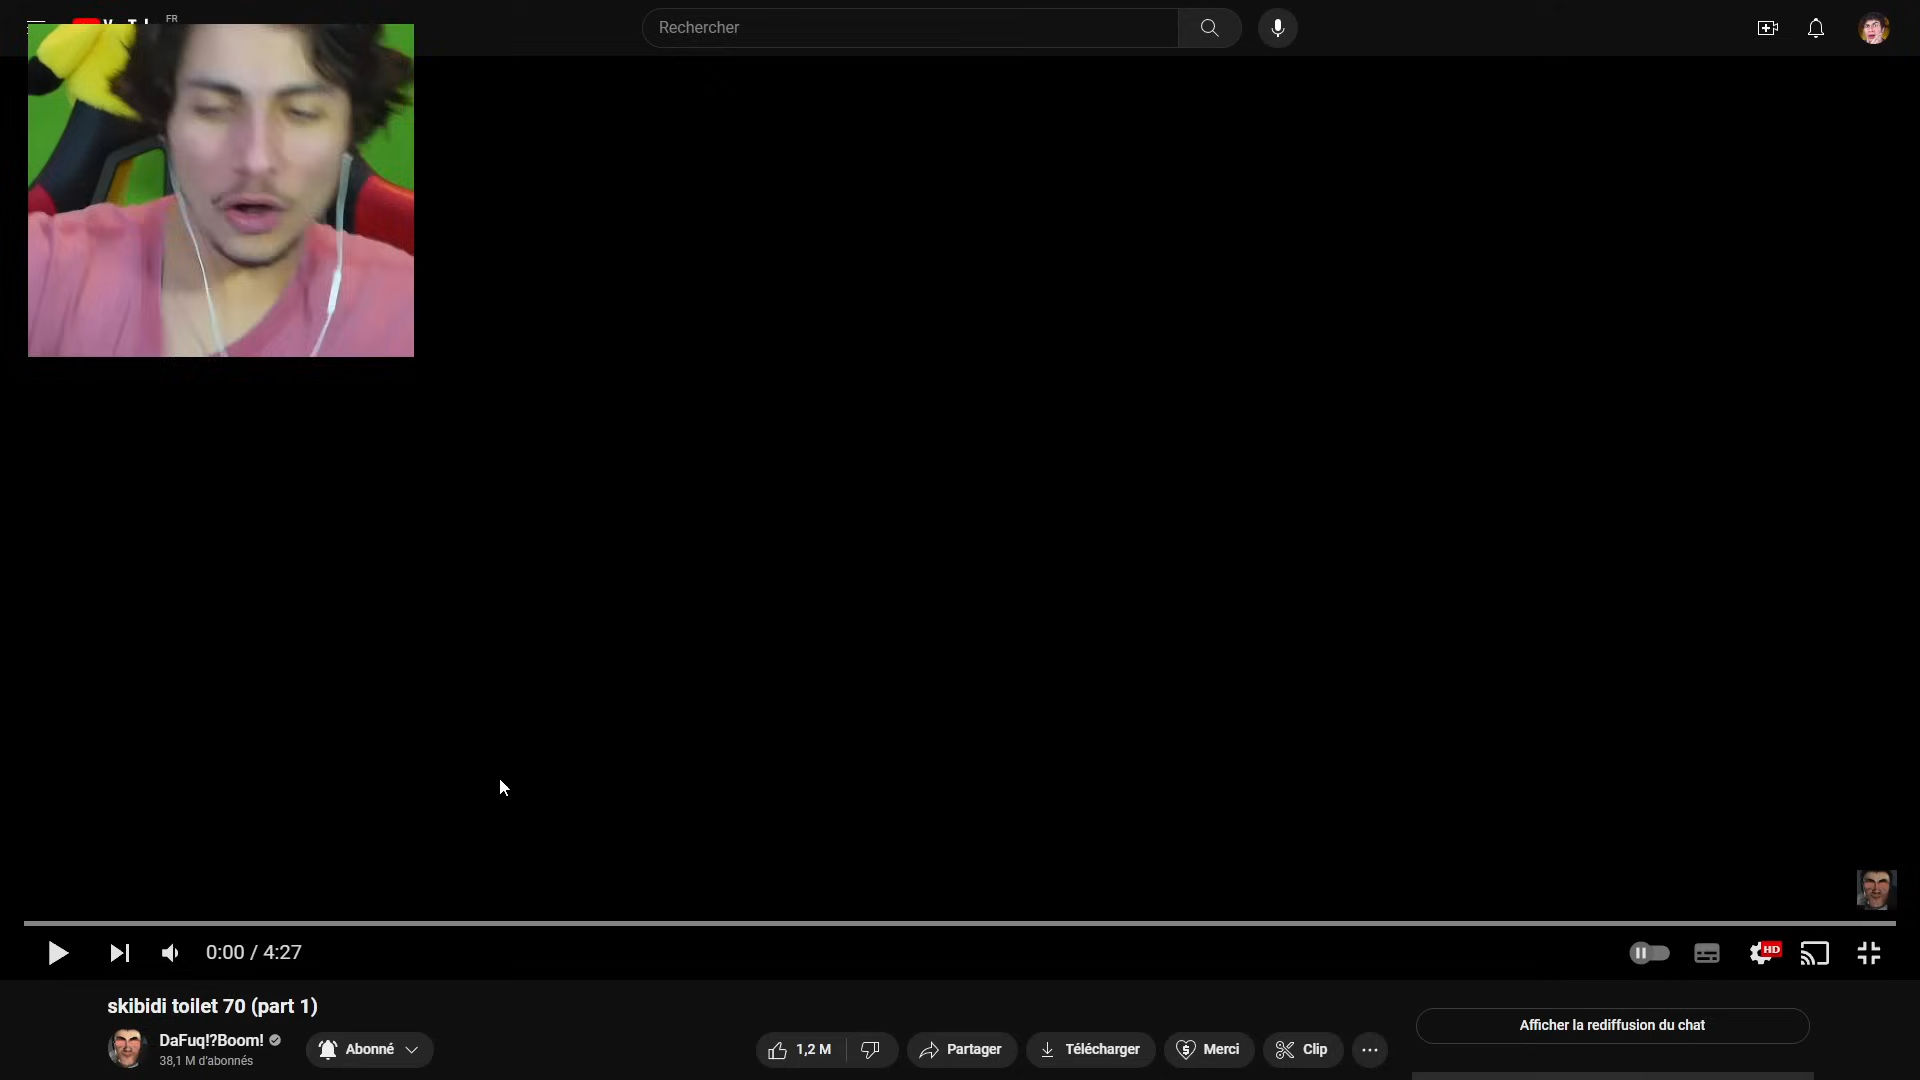 FR
Rechercher
0:00 / 4:27
HD
skibidi toilet 70 (part 1)
DaFuq!?Boom!
38,1 M d'abonnés
Abonné
1,2 M
Partager
Télécharger
Merci
Clip
Afficher la rediffusion du chat